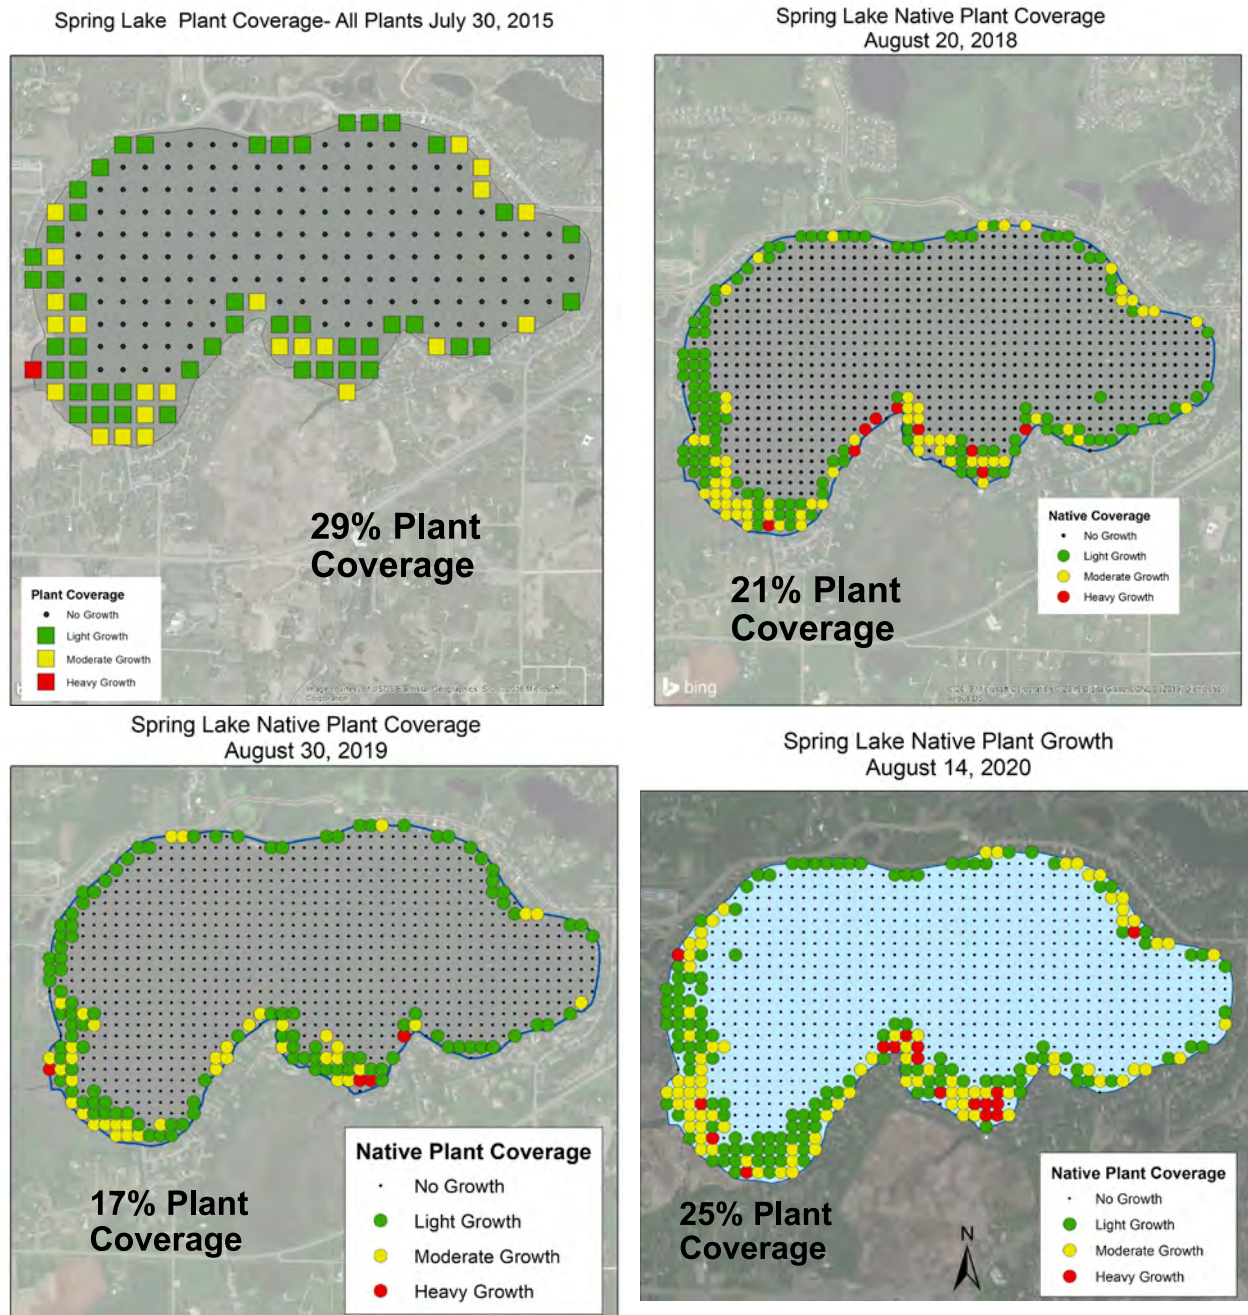 Spring Lake  Plant Coverage- All Plants July 30, 2015
29% Plant
Coverage
Plant Coverage
No Growth
Light Growth
Moderate Growth
Heavy Growth
Spring Lake Native Plant Coverage
August 20, 2018
Native Coverage
No Growth
Light Growth
Moderate Growth
Heavy Growth
21% Plant
Coverage
bing
Spring Lake Native Plant Coverage
August 30, 2019
17% Plant
Coverage
Native Plant Coverage
No Growth
Light Growth
Moderate Growth
Heavy Growth
Spring Lake Native Plant Growth
August 14, 2020
25% Plant
Coverage
N
Native Plant Coverage
No Growth
Light Growth
Moderate Growth
Heavy Growth